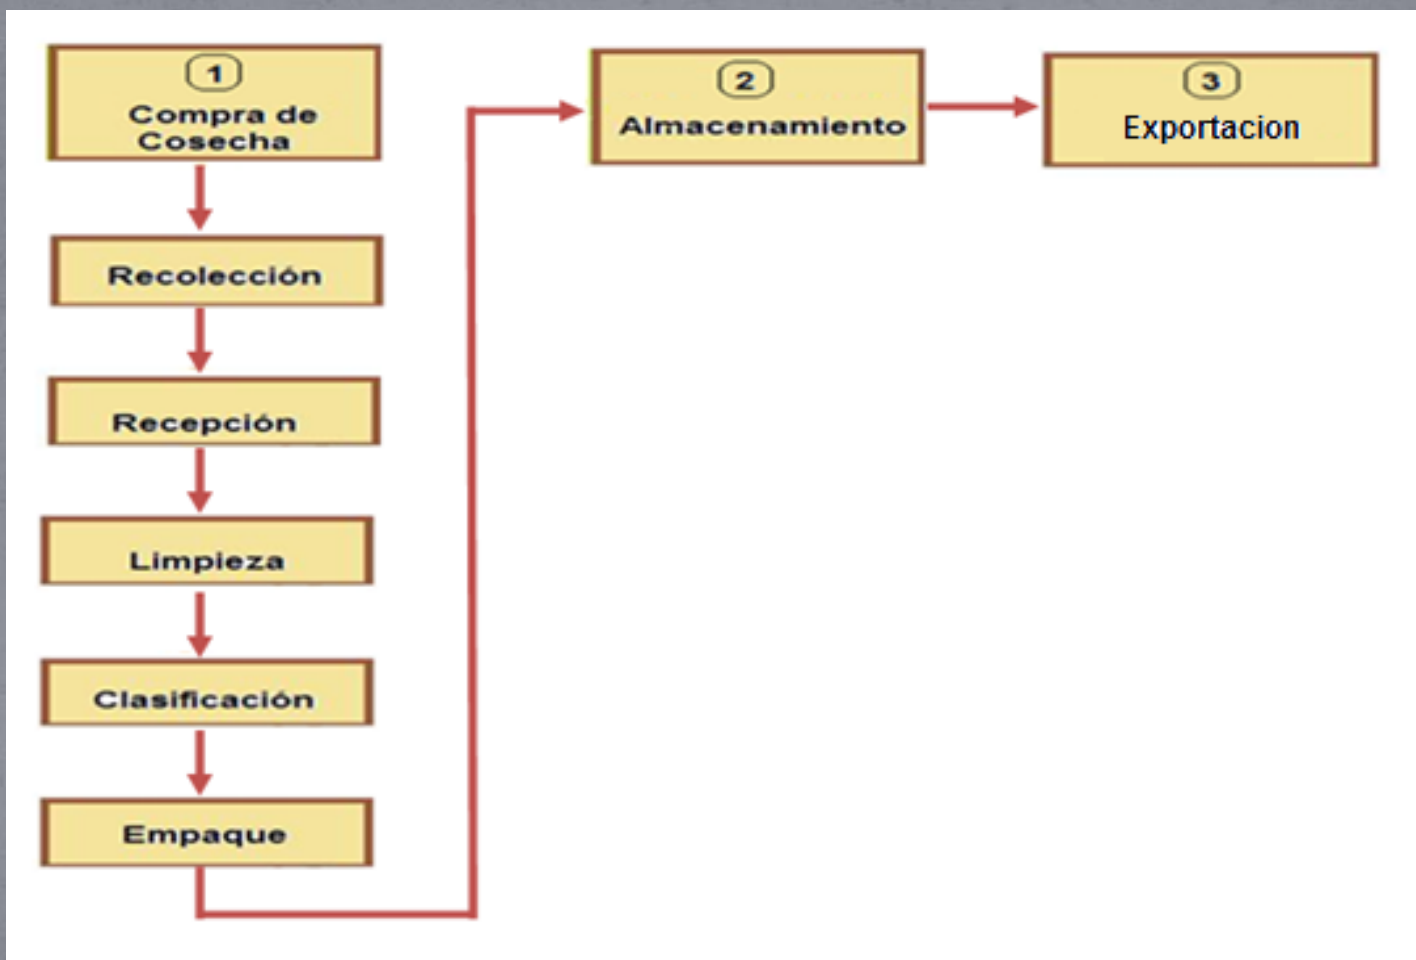 1
Compra de
Cosecha
Recolección
Recepción
Limpieza
Clasificación
Empaque
2
Almacenamiento
3
Exportacion